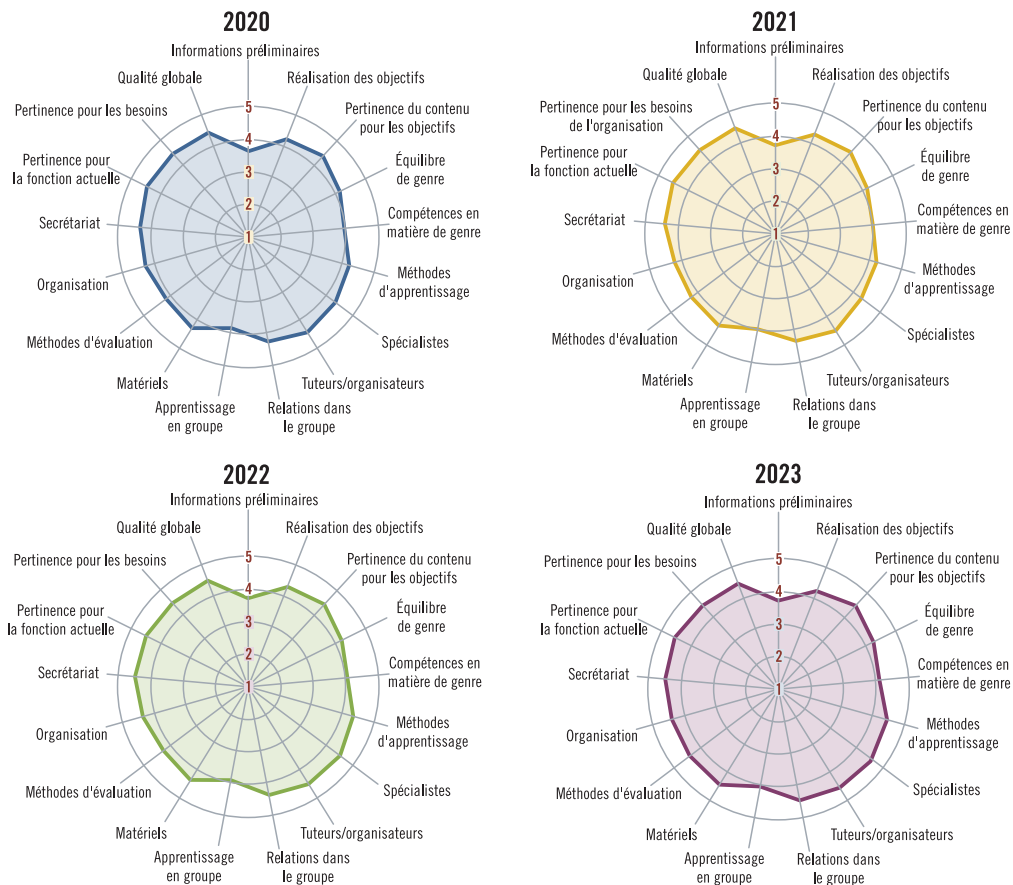 2020
Informations préliminaires
Qualité globale
Réalisation des objectifs
Pertinence pour les besoins
Pertinence du contenu
pour les objectifs
Pertinence pour
la fonction actuelle
Équilibre
de genre
Secrétariat
Compétences en
matière de genre
Organisation
Méthodes
d'apprentissage
Méthodes d'évaluation
Spécialistes
Matériels
Tuteurs/organisateurs
Apprentissage
en groupe
Relations dans
le groupe
5
4
3
2
1
2021
Informations préliminaires
Qualité globale
Réalisation des objectifs
Pertinence pour les besoins
de l'organisation
Pertinence du contenu
pour les objectifs
Pertinence pour
la fonction actuelle
Équilibre
de genre
Secrétariat
Compétences en
matière de genre
Organisation
Méthodes
d'apprentissage
Méthodes d'évaluation
Spécialistes
Matériels
Tuteurs/organisateurs
Apprentissage
en groupe
Relations dans
le groupe
5
4
3
2
1
2022
Informations préliminaires
Qualité globale
Réalisation des objectifs
Pertinence pour les besoins
Pertinence du contenu
pour les objectifs
Pertinence pour
la fonction actuelle
Équilibre
de genre
Secrétariat
Compétences en
matière de genre
Organisation
Méthodes
d'apprentissage
Méthodes d'évaluation
Spécialistes
Matériels
Tuteurs/organisateurs
Apprentissage
en groupe
Relations dans
le groupe
5
4
3
2
1
2023
Informations préliminaires
Qualité globale
Réalisation des objectifs
Pertinence pour les besoins
Pertinence du contenu
pour les objectifs
Pertinence pour
la fonction actuelle
Équilibre
de genre
Secrétariat
Compétences en
matière de genre
Organisation
Méthodes
d'apprentissage
Méthodes d'évaluation
Spécialistes
Matériels
Tuteurs/organisateurs
Apprentissage
en groupe
Relations dans
le groupe
5
4
3
2
1